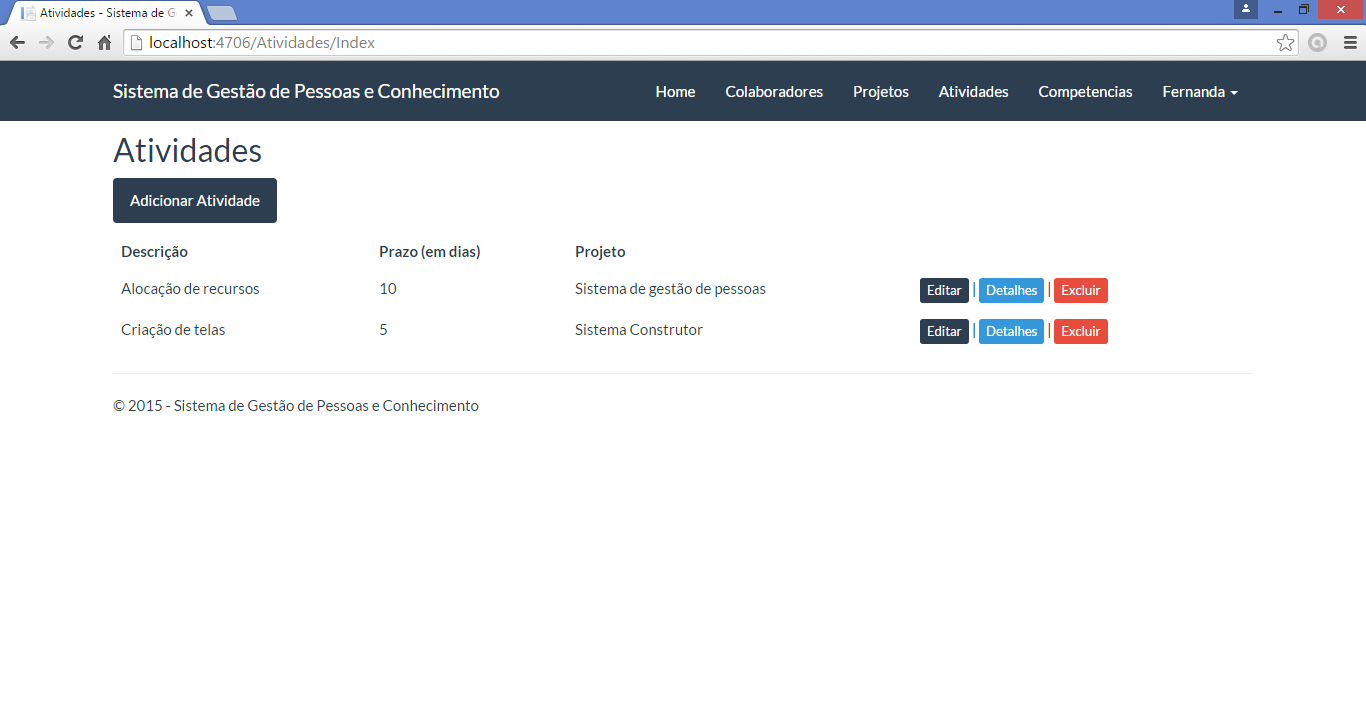 Atividades - Sistema de G
localhost:4706/Atividades/Index
Sistema de Gestão de Pessoas e Conhecimento Home Colaboradores Projetos Atividades Competencias Fernanda
Atividades
Adicionar Atividade
Descrição Prazo (em dias) Projeto
Alocação de recursos 10 Sistema de gestão de pessoas Editar | Detalhes | Excluir
Criação de telas 5 Sistema Construtor Editar | Detalhes | Excluir
© 2015 - Sistema de Gestão de Pessoas e Conhecimento